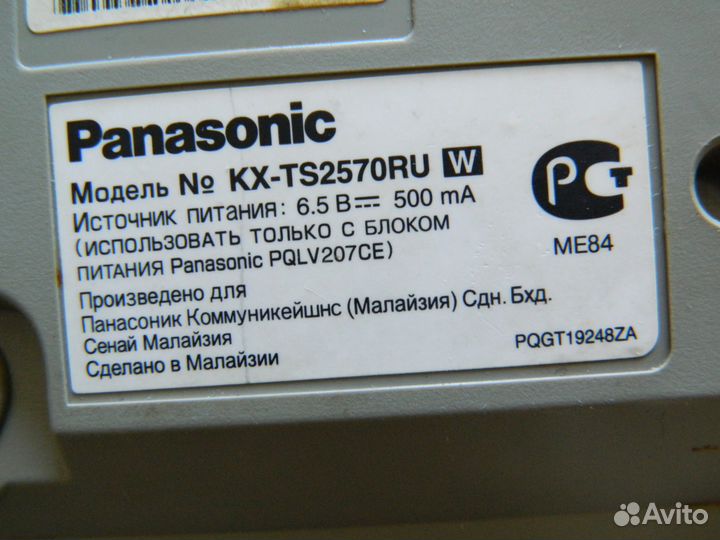 Panasonic
Модель № KX-TS2570RU W
Источник питания: 6.5 В⎓ 500 mA
(ИСПОЛЬЗОВАТЬ ТОЛЬКО С БЛОКОМ
ПИТАНИЯ Panasonic PQLV207CE)
Произведено для
Панасоник Коммуникейшнс (Малайзия) Сдн. Бхд.
Сенай Малайзия
Сделано в Малайзии
РСТ
ME84
PQGT19248ZA
Avito